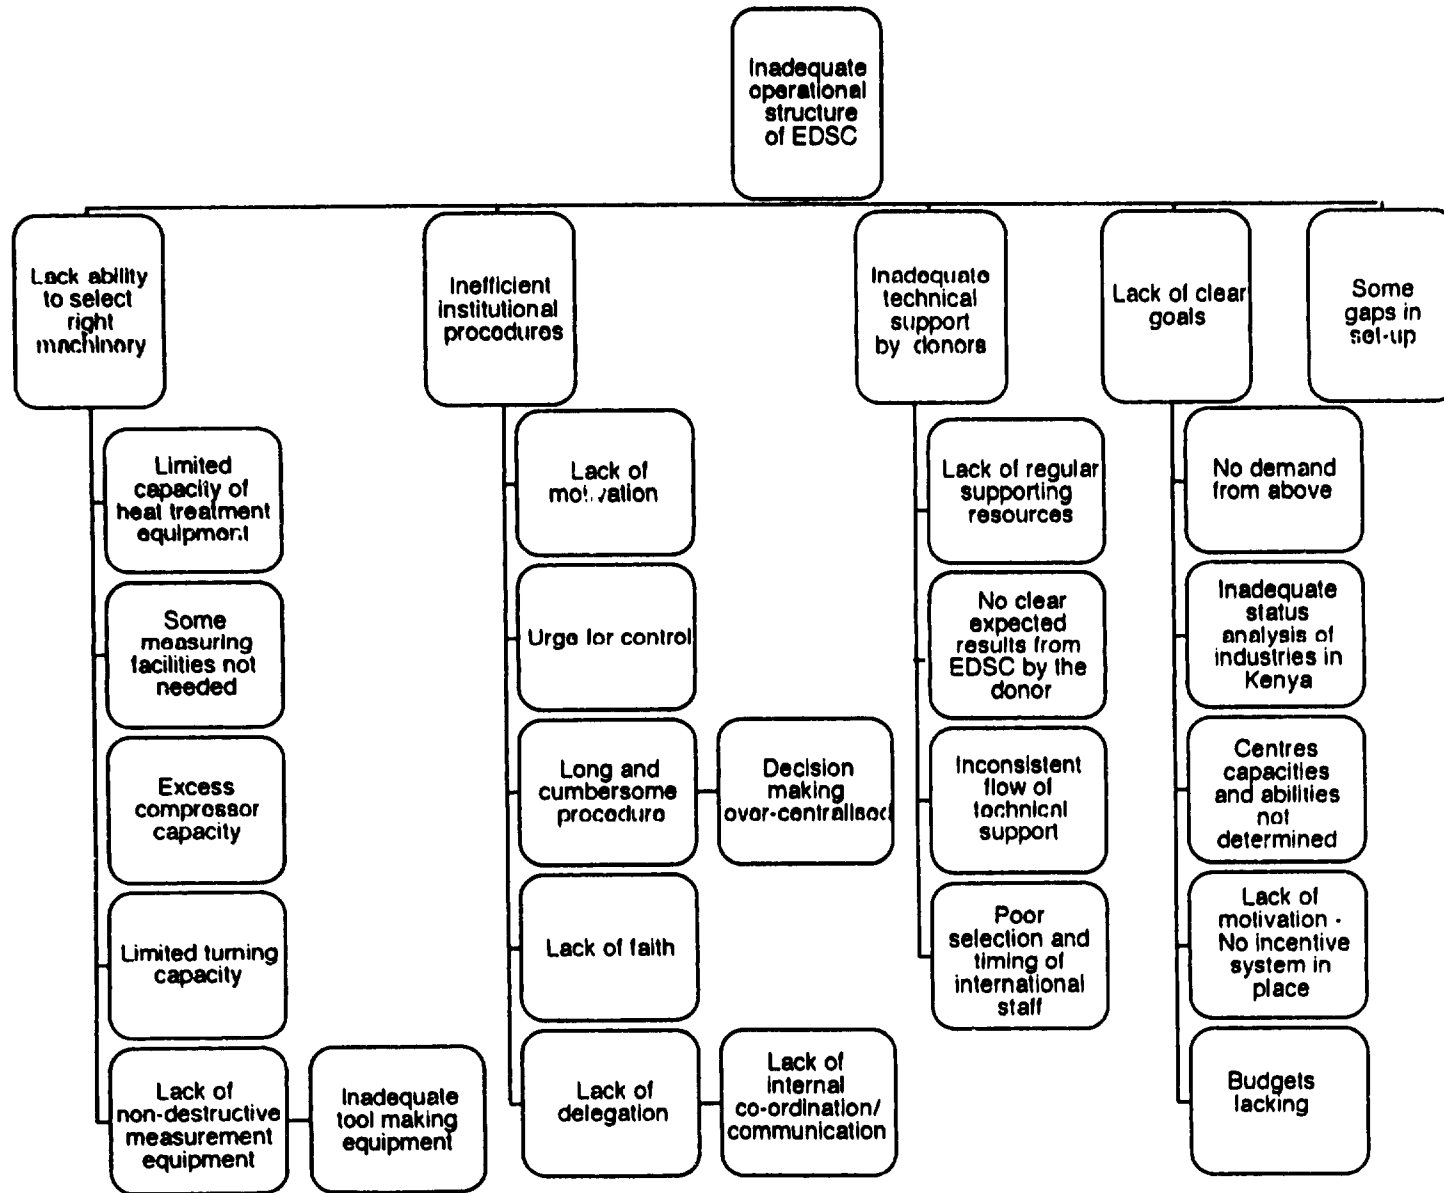 Inadequate
operational
structure
of EDSC
Lack ability
to select
right
machinery
Inefficient
institutional
procedures
Inadequate
technical
support
by donors
Lack of clear
goals
Some
gaps in
set-up
Limited
capacity of
heat treatment
equipment
Some
measuring
facilities not
needed
Excess
compressor
capacity
Limited turning
capacity
Lack of
non-destructive
measurement
equipment
Inadequate
tool making
equipment
Lack of
motivation
Urge for control
Long and
cumbersome
procedure
Decision
making
over-centralised
Lack of faith
Lack of
delegation
Lack of
internal
co-ordination/
communication
Lack of regular
supporting
resources
No clear
expected
results from
EDSC by the
donor
Inconsistent
flow of
technical
support
Poor
selection and
timing of
international
staff
No demand
from above
Inadequate
status
analysis of
industries in
Kenya
Centres
capacities
and abilities
not
determined
Lack of
motivation -
No incentive
system in
place
Budgets
lacking